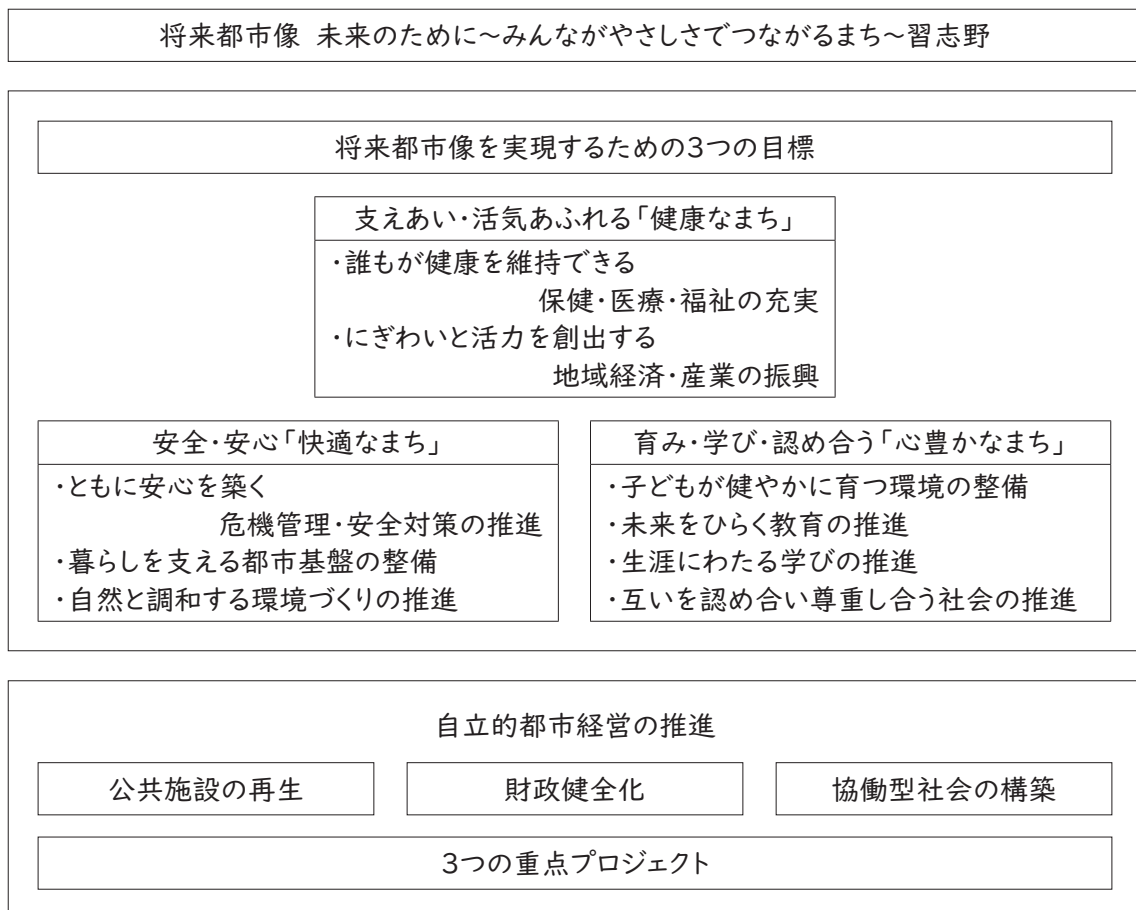 将来都市像 未来のために～みんながやさしさでつながるまち～習志野
将来都市像を実現するための3つの目標
支えあい・活気あふれる「健康なまち」
・誰もが健康を維持できる
保健・医療・福祉の充実
・にぎわいと活力を創出する
地域経済・産業の振興
安全・安心「快適なまち」
・ともに安心を築く
危機管理・安全対策の推進
・暮らしを支える都市基盤の整備
・自然と調和する環境づくりの推進
育み・学び・認め合う「心豊かなまち」
・子どもが健やかに育つ環境の整備
・未来をひらく教育の推進
・生涯にわたる学びの推進
・互いを認め合い尊重し合う社会の推進
自立的都市経営の推進
公共施設の再生
財政健全化
協働型社会の構築
3つの重点プロジェクト